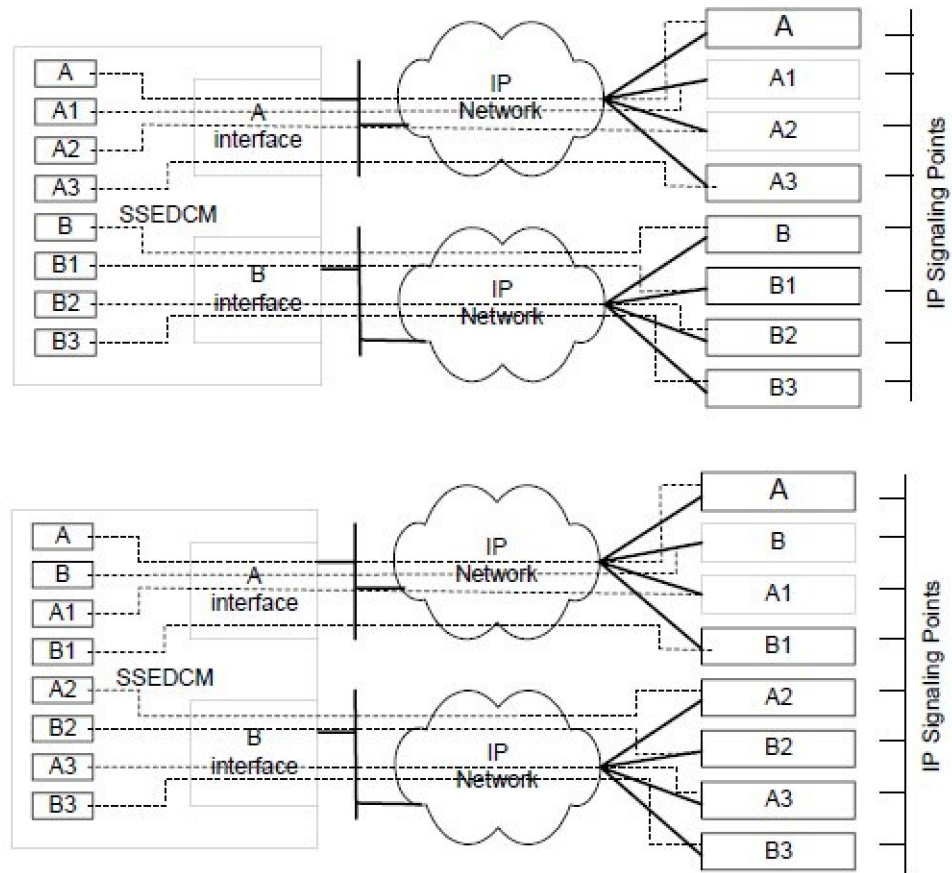 A
A1
A2
A3
B
B1
B2
B3
SSEDCM
A
interface
B
interface
IP
Network
IP
Network
A
A1
A2
A3
B
B1
B2
B3
IP Signaling Points
A
B
A1
B1
A2
B2
A3
B3
SSEDCM
A
interface
B
interface
IP
Network
IP
Network
A
B
A1
B1
A2
B2
A3
B3
IP Signaling Points